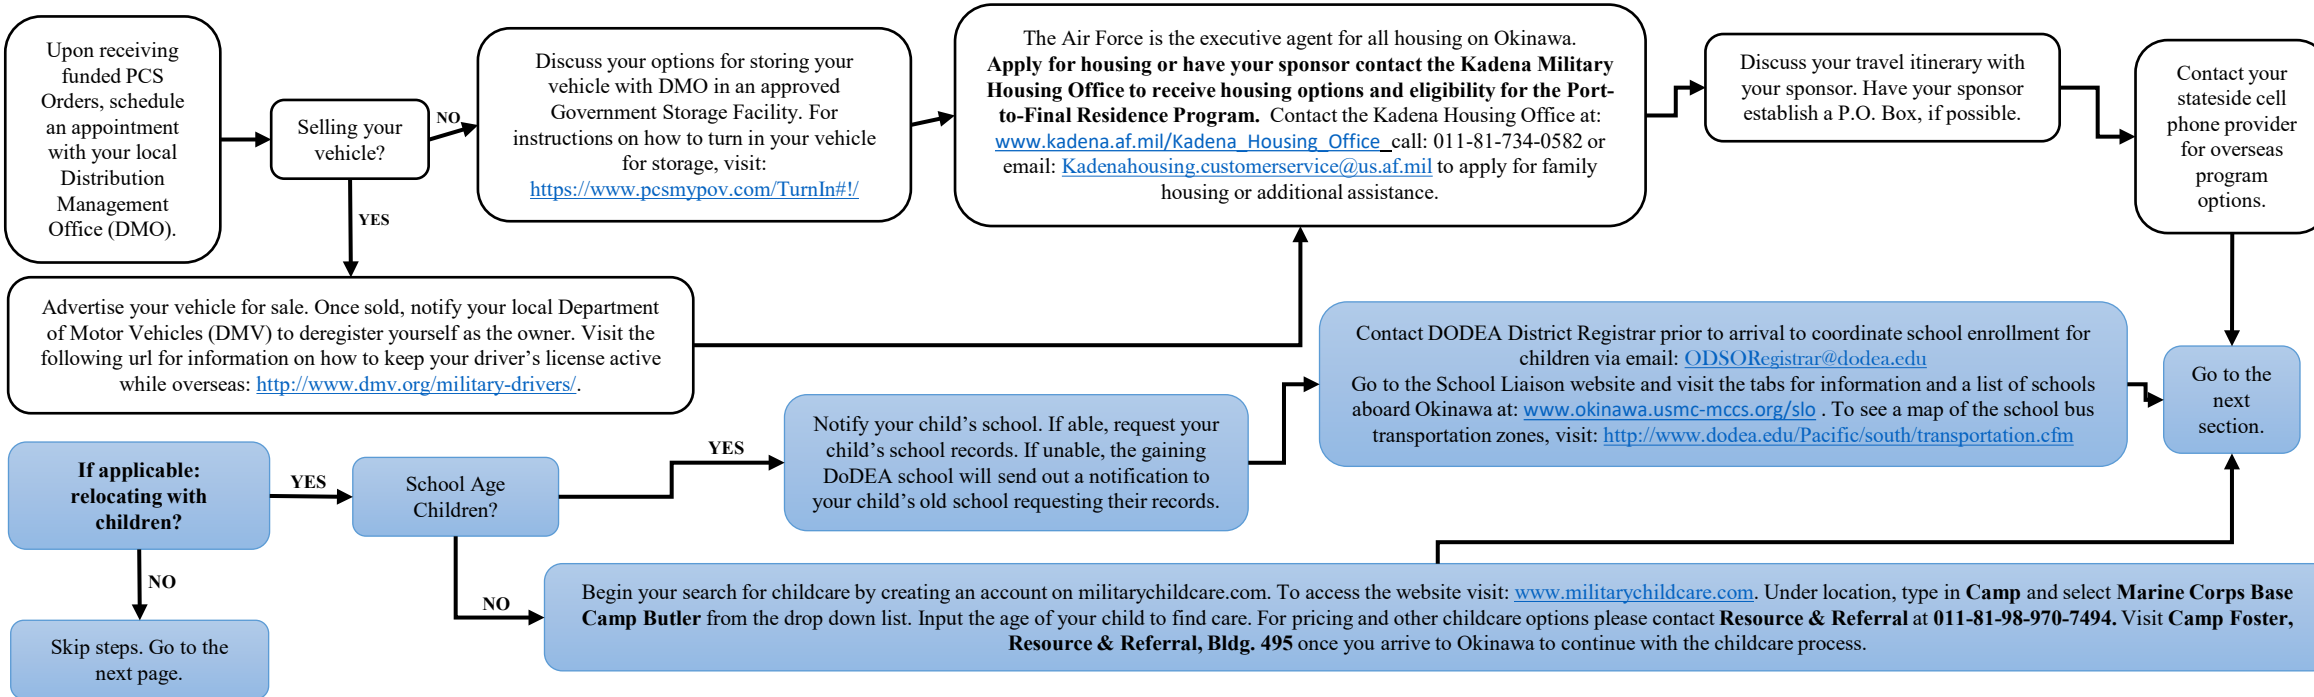 Upon receiving
funded PCS
Orders, schedule
an appointment
with your local
Distribution
Management
Office (DMO).
Selling your
vehicle?
NO
YES
Discuss your options for storing your
vehicle with DMO in an approved
Government Storage Facility. For
instructions on how to turn in your vehicle
for storage, visit:
https://www.pcsmypov.com/TurnIn#!/
The Air Force is the executive agent for all housing on Okinawa.
Apply for housing or have your sponsor contact the Kadena Military
Housing Office to receive housing options and eligibility for the Port-
to-Final Residence Program. Contact the Kadena Housing Office at:
www.kadena.af.mil/Kadena_Housing_Office call: 011-81-734-0582 or
email: Kadenahousing.customerservice@us.af.mil to apply for family
housing or additional assistance.
Discuss your travel itinerary with
your sponsor. Have your sponsor
establish a P.O. Box, if possible.
Contact your
stateside cell
phone provider
for overseas
program
options.
Advertise your vehicle for sale. Once sold, notify your local Department
of Motor Vehicles (DMV) to deregister yourself as the owner. Visit the
following url for information on how to keep your driver’s license active
while overseas: http://www.dmv.org/military-drivers/.
Contact DODEA District Registrar prior to arrival to coordinate school enrollment for
children via email: ODSORegistrar@dodea.edu
Go to the School Liaison website and visit the tabs for information and a list of schools
aboard Okinawa at: www.okinawa.usmc-mccs.org/slo . To see a map of the school bus
transportation zones, visit: http://www.dodea.edu/Pacific/south/transportation.cfm
Go to the
next
section.
If applicable:
relocating with
children?
YES
School Age
Children?
YES
Notify your child’s school. If able, request your
child’s school records. If unable, the gaining
DoDEA school will send out a notification to
your child’s old school requesting their records.
NO
NO
Skip steps. Go to the
next page.
Begin your search for childcare by creating an account on militarychildcare.com. To access the website visit: www.militarychildcare.com. Under location, type in Camp and select Marine Corps Base
Camp Butler from the drop down list. Input the age of your child to find care. For pricing and other childcare options please contact Resource & Referral at 011-81-98-970-7494. Visit Camp Foster,
Resource & Referral, Bldg. 495 once you arrive to Okinawa to continue with the childcare process.